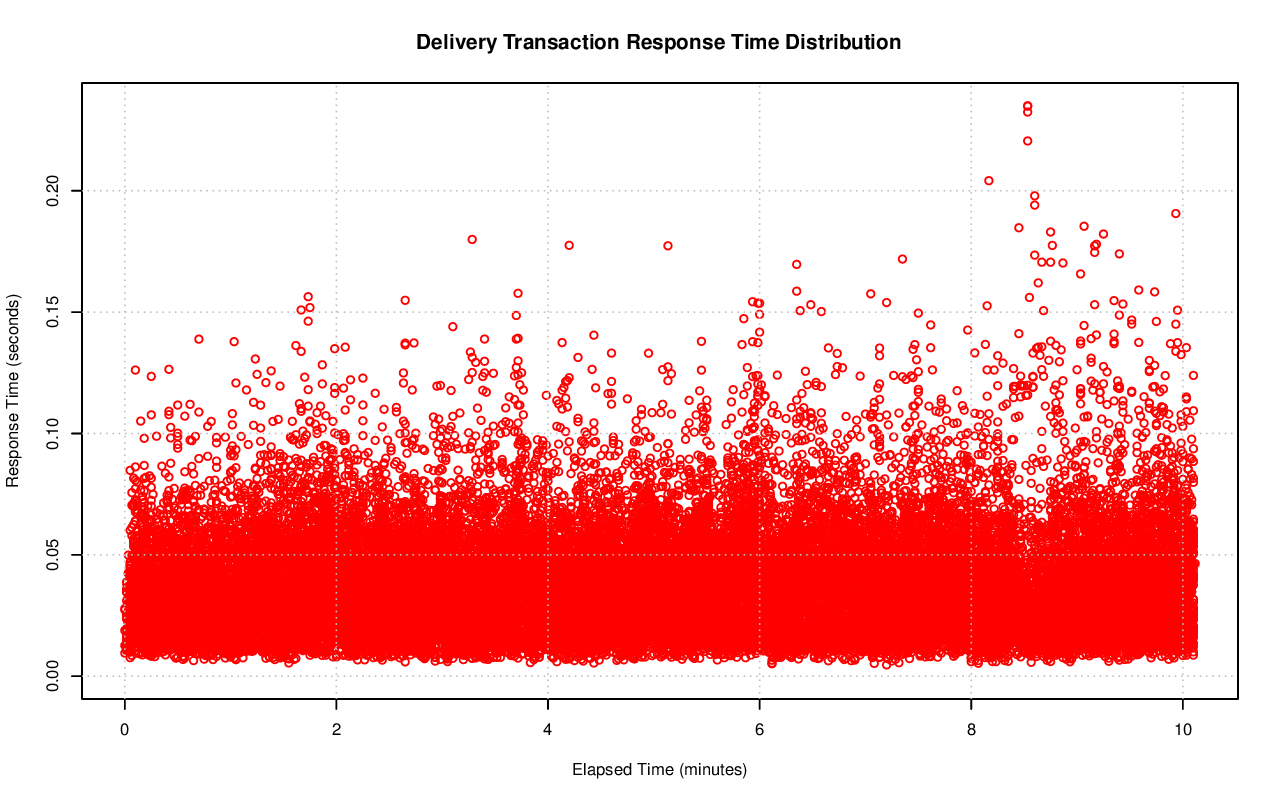 Delivery Transaction Response Time Distribution
Response Time (seconds)
0.20
0.15
0.10
0.05
0.00
0 2 4 6 8 10
Elapsed Time (minutes)